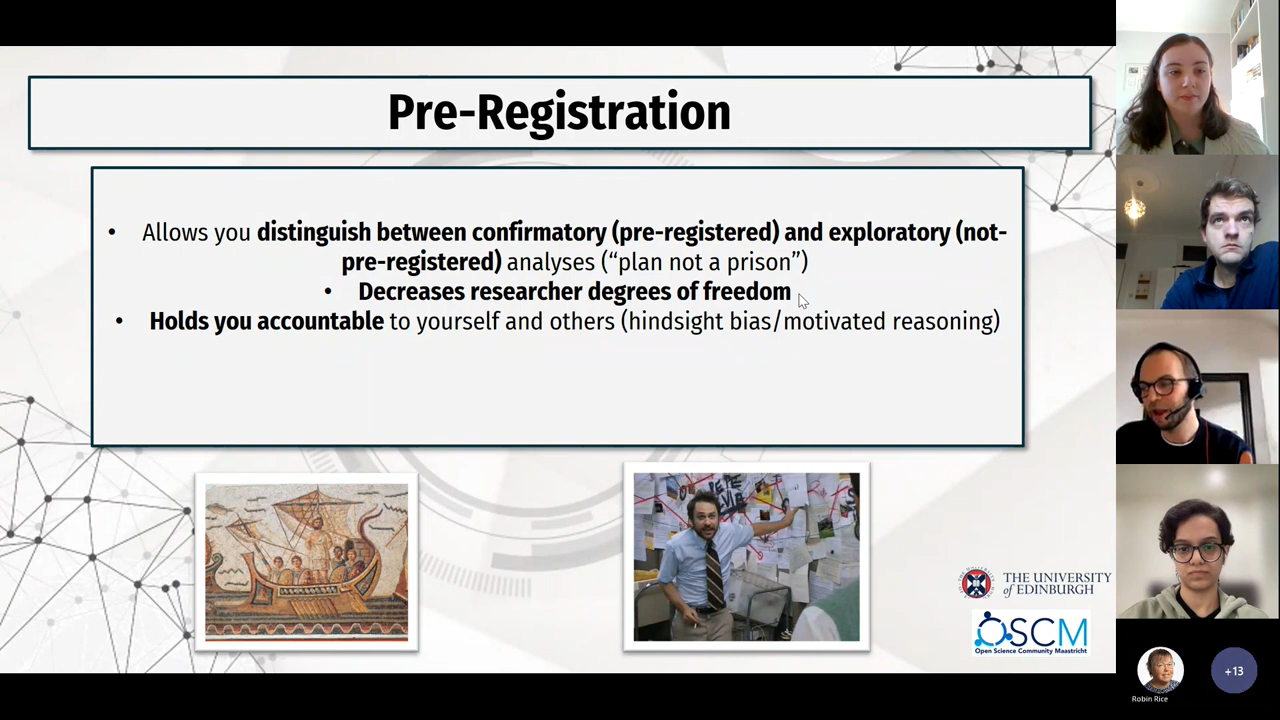 Pre-Registration
• Allows you distinguish between confirmatory (pre-registered) and exploratory (not-
pre-registered) analyses (“plan not a prison”)
• Decreases researcher degrees of freedom
• Holds you accountable to yourself and others (hindsight bias/motivated reasoning)
THE UNIVERSITY
of EDINBURGH
OSCM
Open Science Community Maastricht
Robin Rice
+13